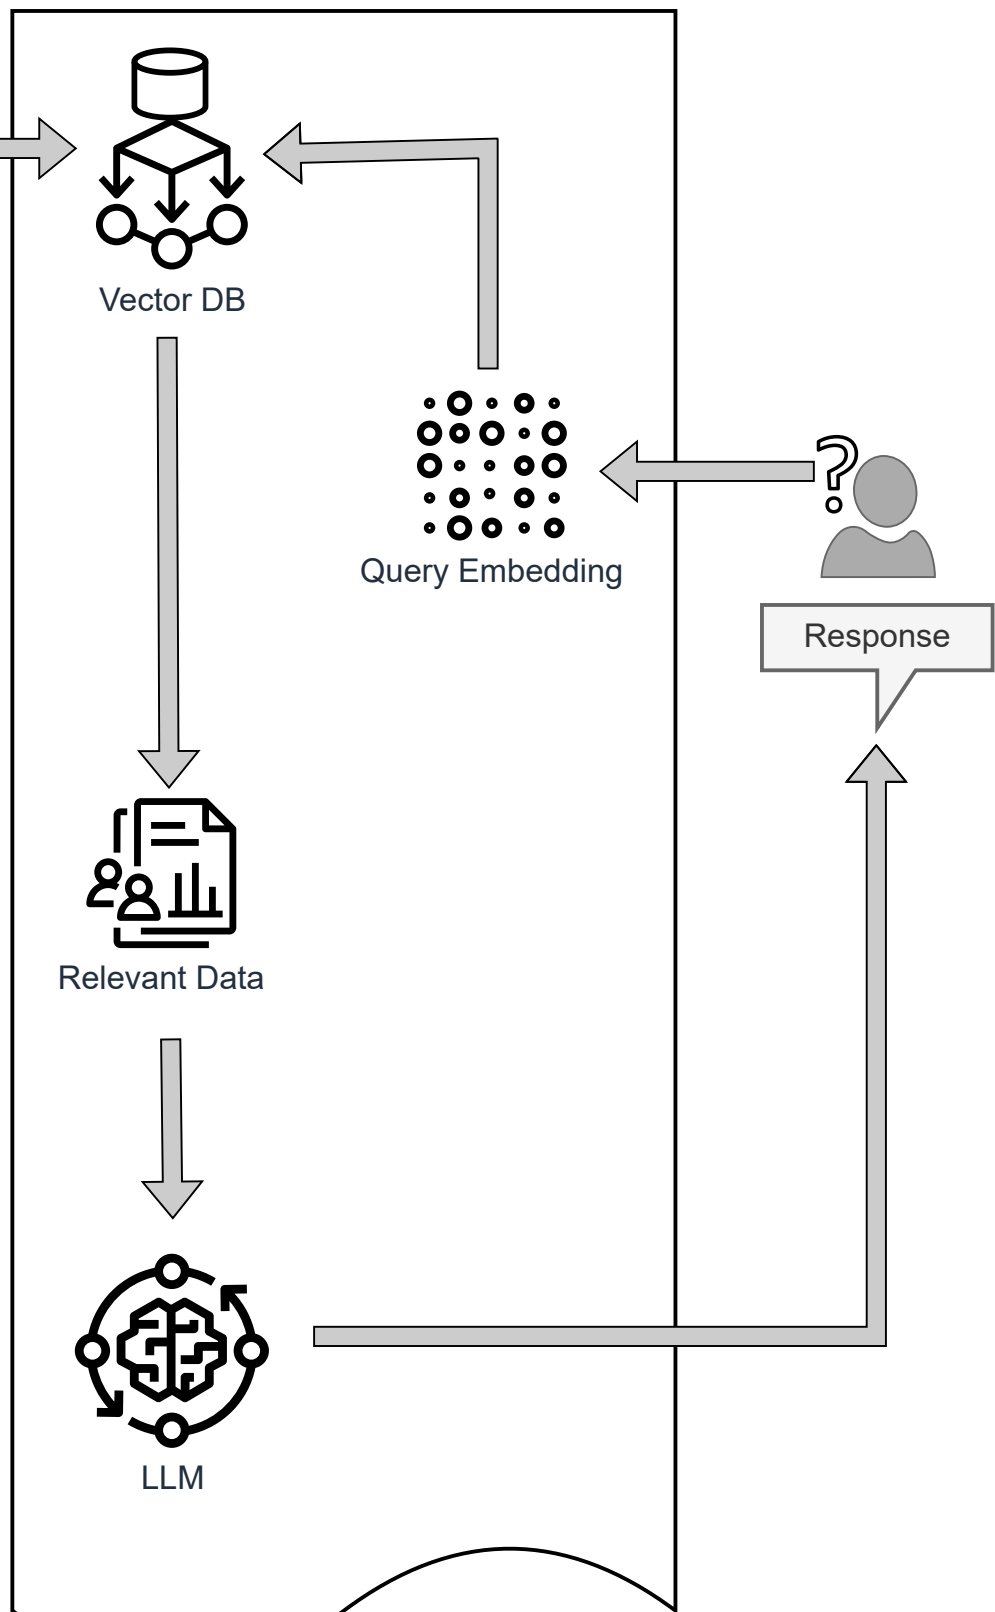 Vector DB
Query Embedding
?
Response
Relevant Data
LLM